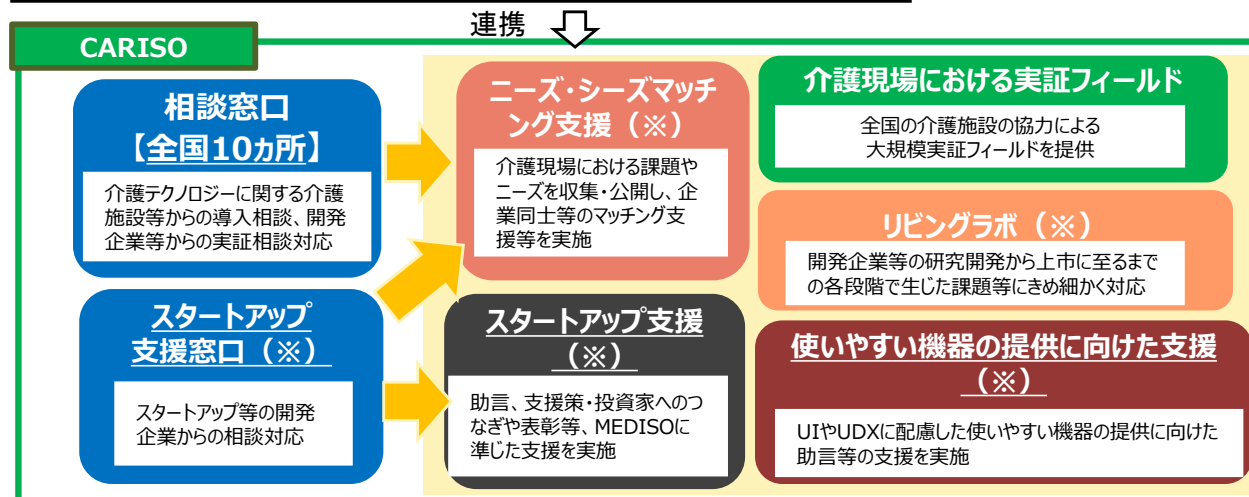 連携
CARISO
相談窓口
【全国10カ所】
介護テクノロジーに関する介護
施設等からの導入相談、開発
企業等からの実証相談対応
スタートアップ
支援窓口（※）
スタートアップ等の開発
企業からの相談対応
ニーズ・シーズマッチ
ング支援（※）
介護現場における課題や
ニーズを収集・公開し、企
業同士等のマッチング支
援等を実施
スタートアップ支援
（※）
助言、支援策・投資家へのつ
なぎや表彰等、MEDISOに
準じた支援を実施
介護現場における実証フィールド
全国の介護施設の協力による
大規模実証フィールドを提供
リビングラボ（※）
開発企業等の研究開発から上市に至るまで
の各段階で生じた課題等にきめ細かく対応
使いやすい機器の提供に向けた支援
（※）
UIやUDXに配慮した使いやすい機器の提供に向けた
助言等の支援を実施